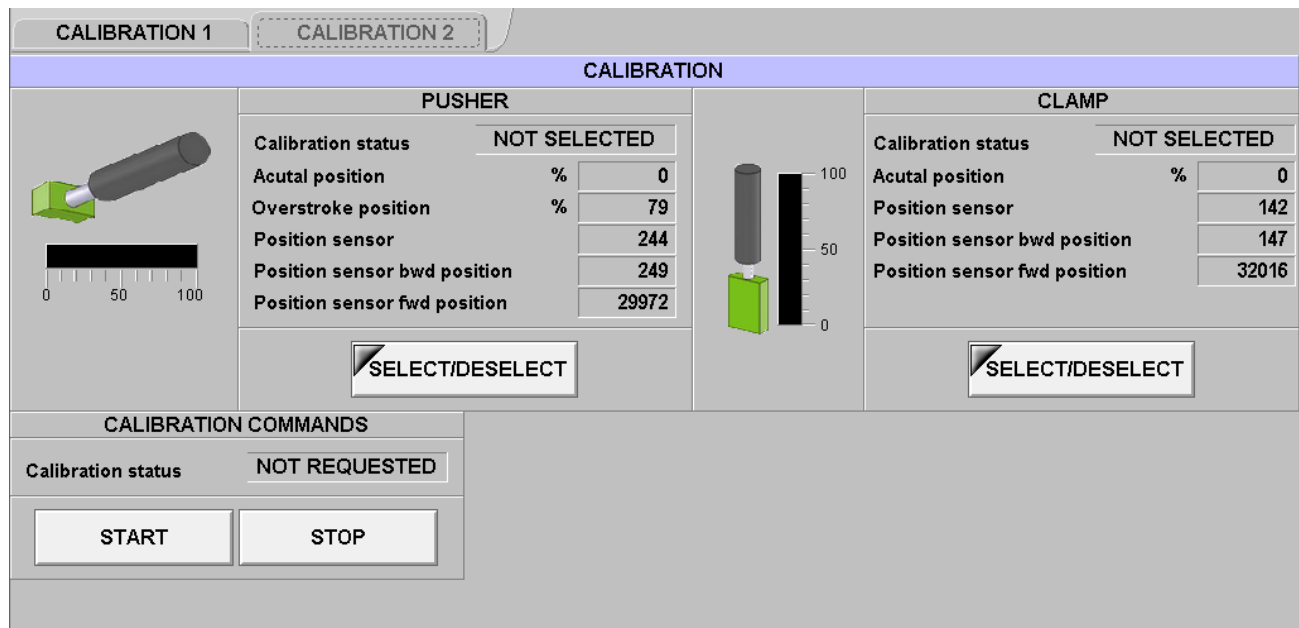 CALIBRATION 1 CALIBRATION 2
CALIBRATION
PUSHER
Calibration status NOT SELECTED
Acutal position % 0
Overstroke position % 79
Position sensor 244
Position sensor bwd position 249
Position sensor fwd position 29972
0 50 100
SELECT/DESELECT
100
50
0
CLAMP
Calibration status NOT SELECTED
Acutal position % 0
Position sensor 142
Position sensor bwd position 147
Position sensor fwd position 32016
SELECT/DESELECT
CALIBRATION COMMANDS
Calibration status NOT REQUESTED
START STOP